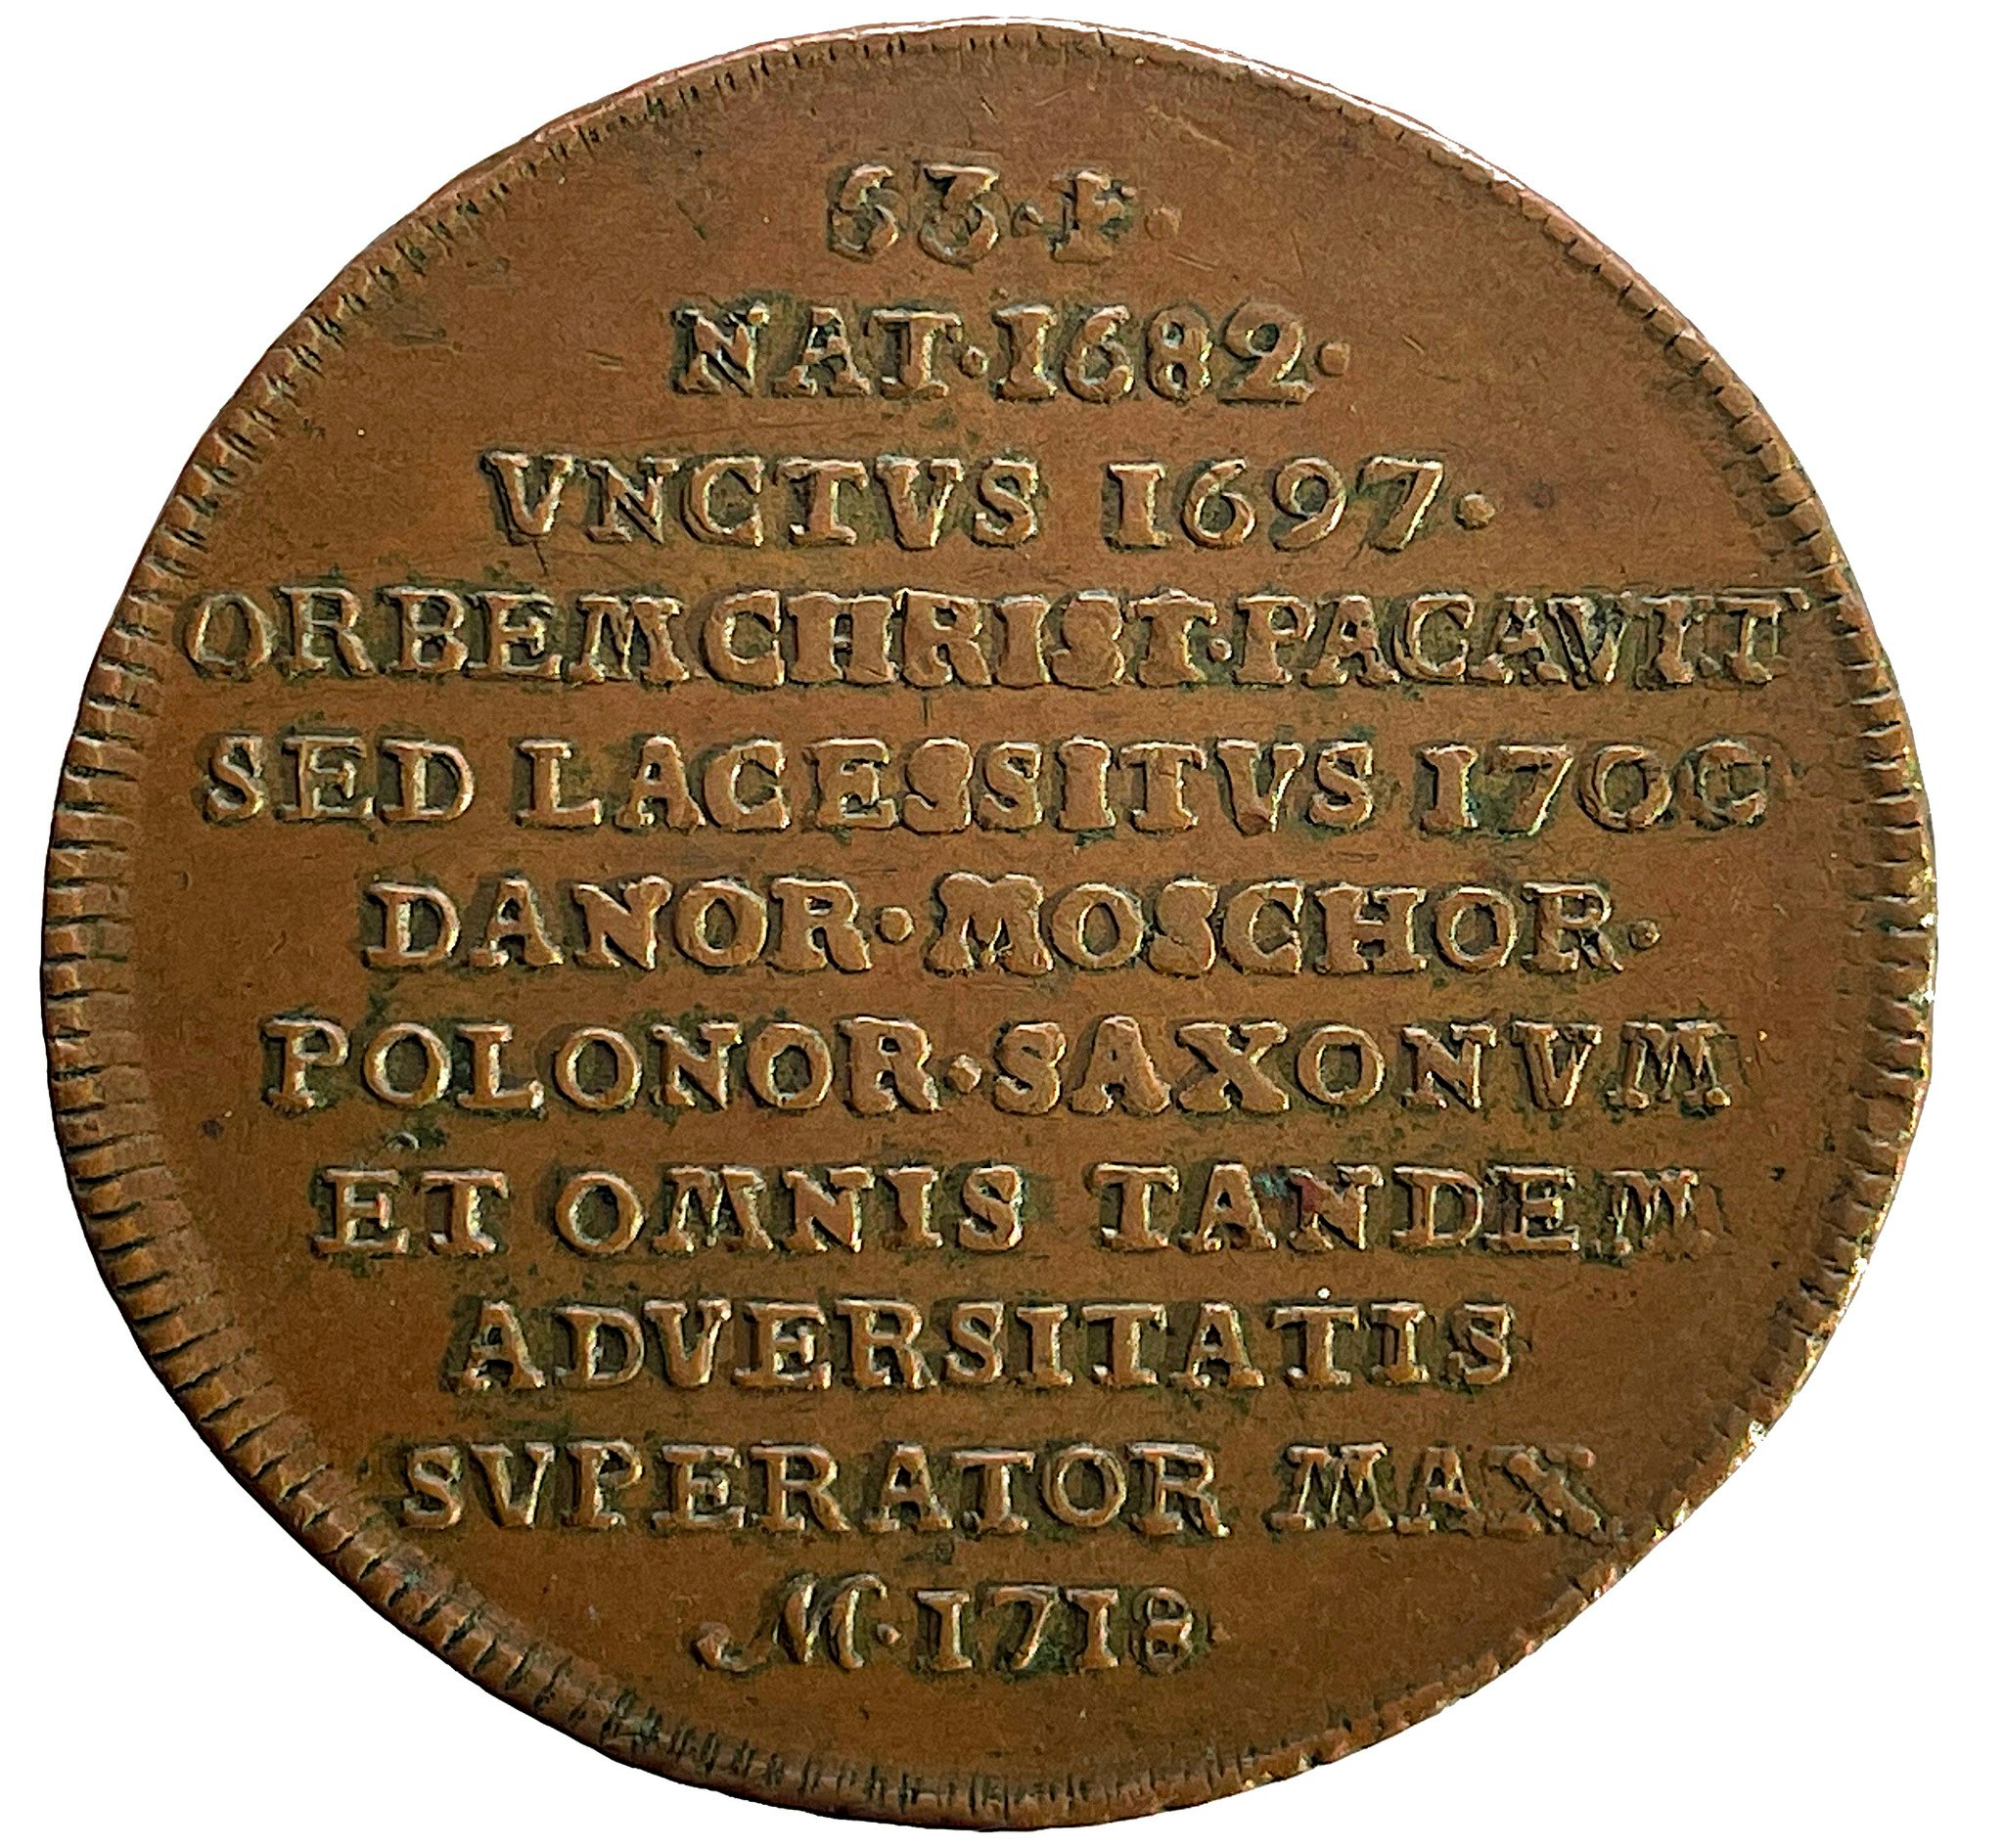 53·F·
NAT·1682·
VNCTVS 1697·
ORBEM CHRIST·PACAVIT
SED LACESSITVS 1700
DANOR·MOSCHOR·
POLONOR·SAXONVM
ET OMNIS TANDEM
ADVERSITATIS
SVPERATOR MAX
M·1718·